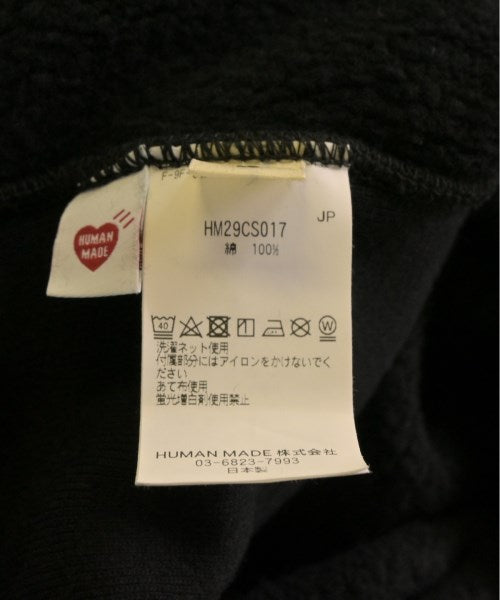 HUMAN
MADE
JP
HM29CS017
綿 100%
40
W
洗濯ネット使用
付属部分にはアイロンをかけないでく
ださい
あて布使用
蛍光増白剤使用禁止
HUMAN MADE 株式会社
03-6823-7993
日本製